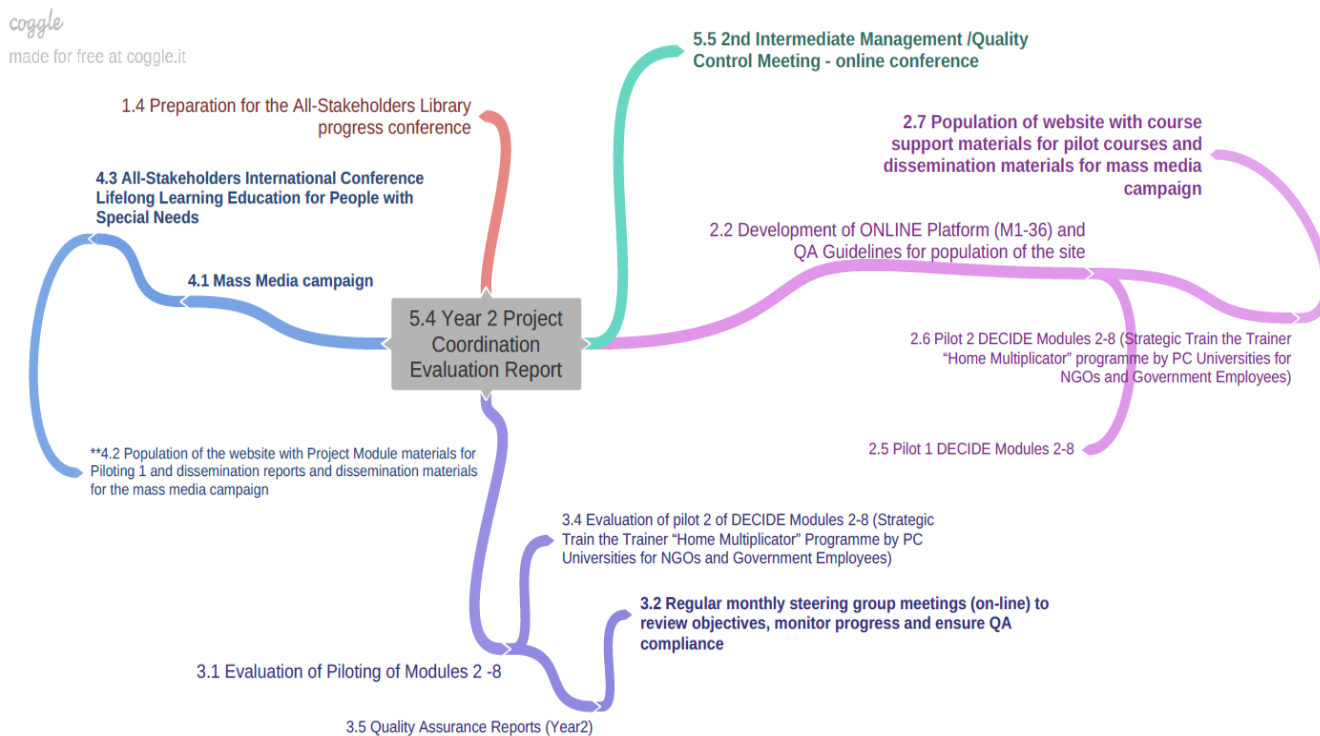 coggle
made for free at coggle.it
5.5 2nd Intermediate Management /Quality
Control Meeting - online conference
1.4 Preparation for the All-Stakeholders Library
progress conference
2.7 Population of website with course
support materials for pilot courses and
dissemination materials for mass media
campaign
4.3 All-Stakeholders International Conference
Lifelong Learning Education for People with
Special Needs
2.2 Development of ONLINE Platform (M1-36) and
QA Guidelines for population of the site
4.1 Mass Media campaign
5.4 Year 2 Project
Coordination
Evaluation Report
2.6 Pilot 2 DECIDE Modules 2-8 (Strategic Train the Trainer
“Home Multiplicator” programme by PC Universities for
NGOs and Government Employees)
2.5 Pilot 1 DECIDE Modules 2-8
**4.2 Population of the website with Project Module materials for
Piloting 1 and dissemination reports and dissemination materials
for the mass media campaign
3.4 Evaluation of pilot 2 of DECIDE Modules 2-8 (Strategic
Train the Trainer “Home Multiplicator” Programme by PC
Universities for NGOs and Government Employees)
3.2 Regular monthly steering group meetings (on-line) to
review objectives, monitor progress and ensure QA
compliance
3.1 Evaluation of Piloting of Modules 2 -8
3.5 Quality Assurance Reports (Year2)